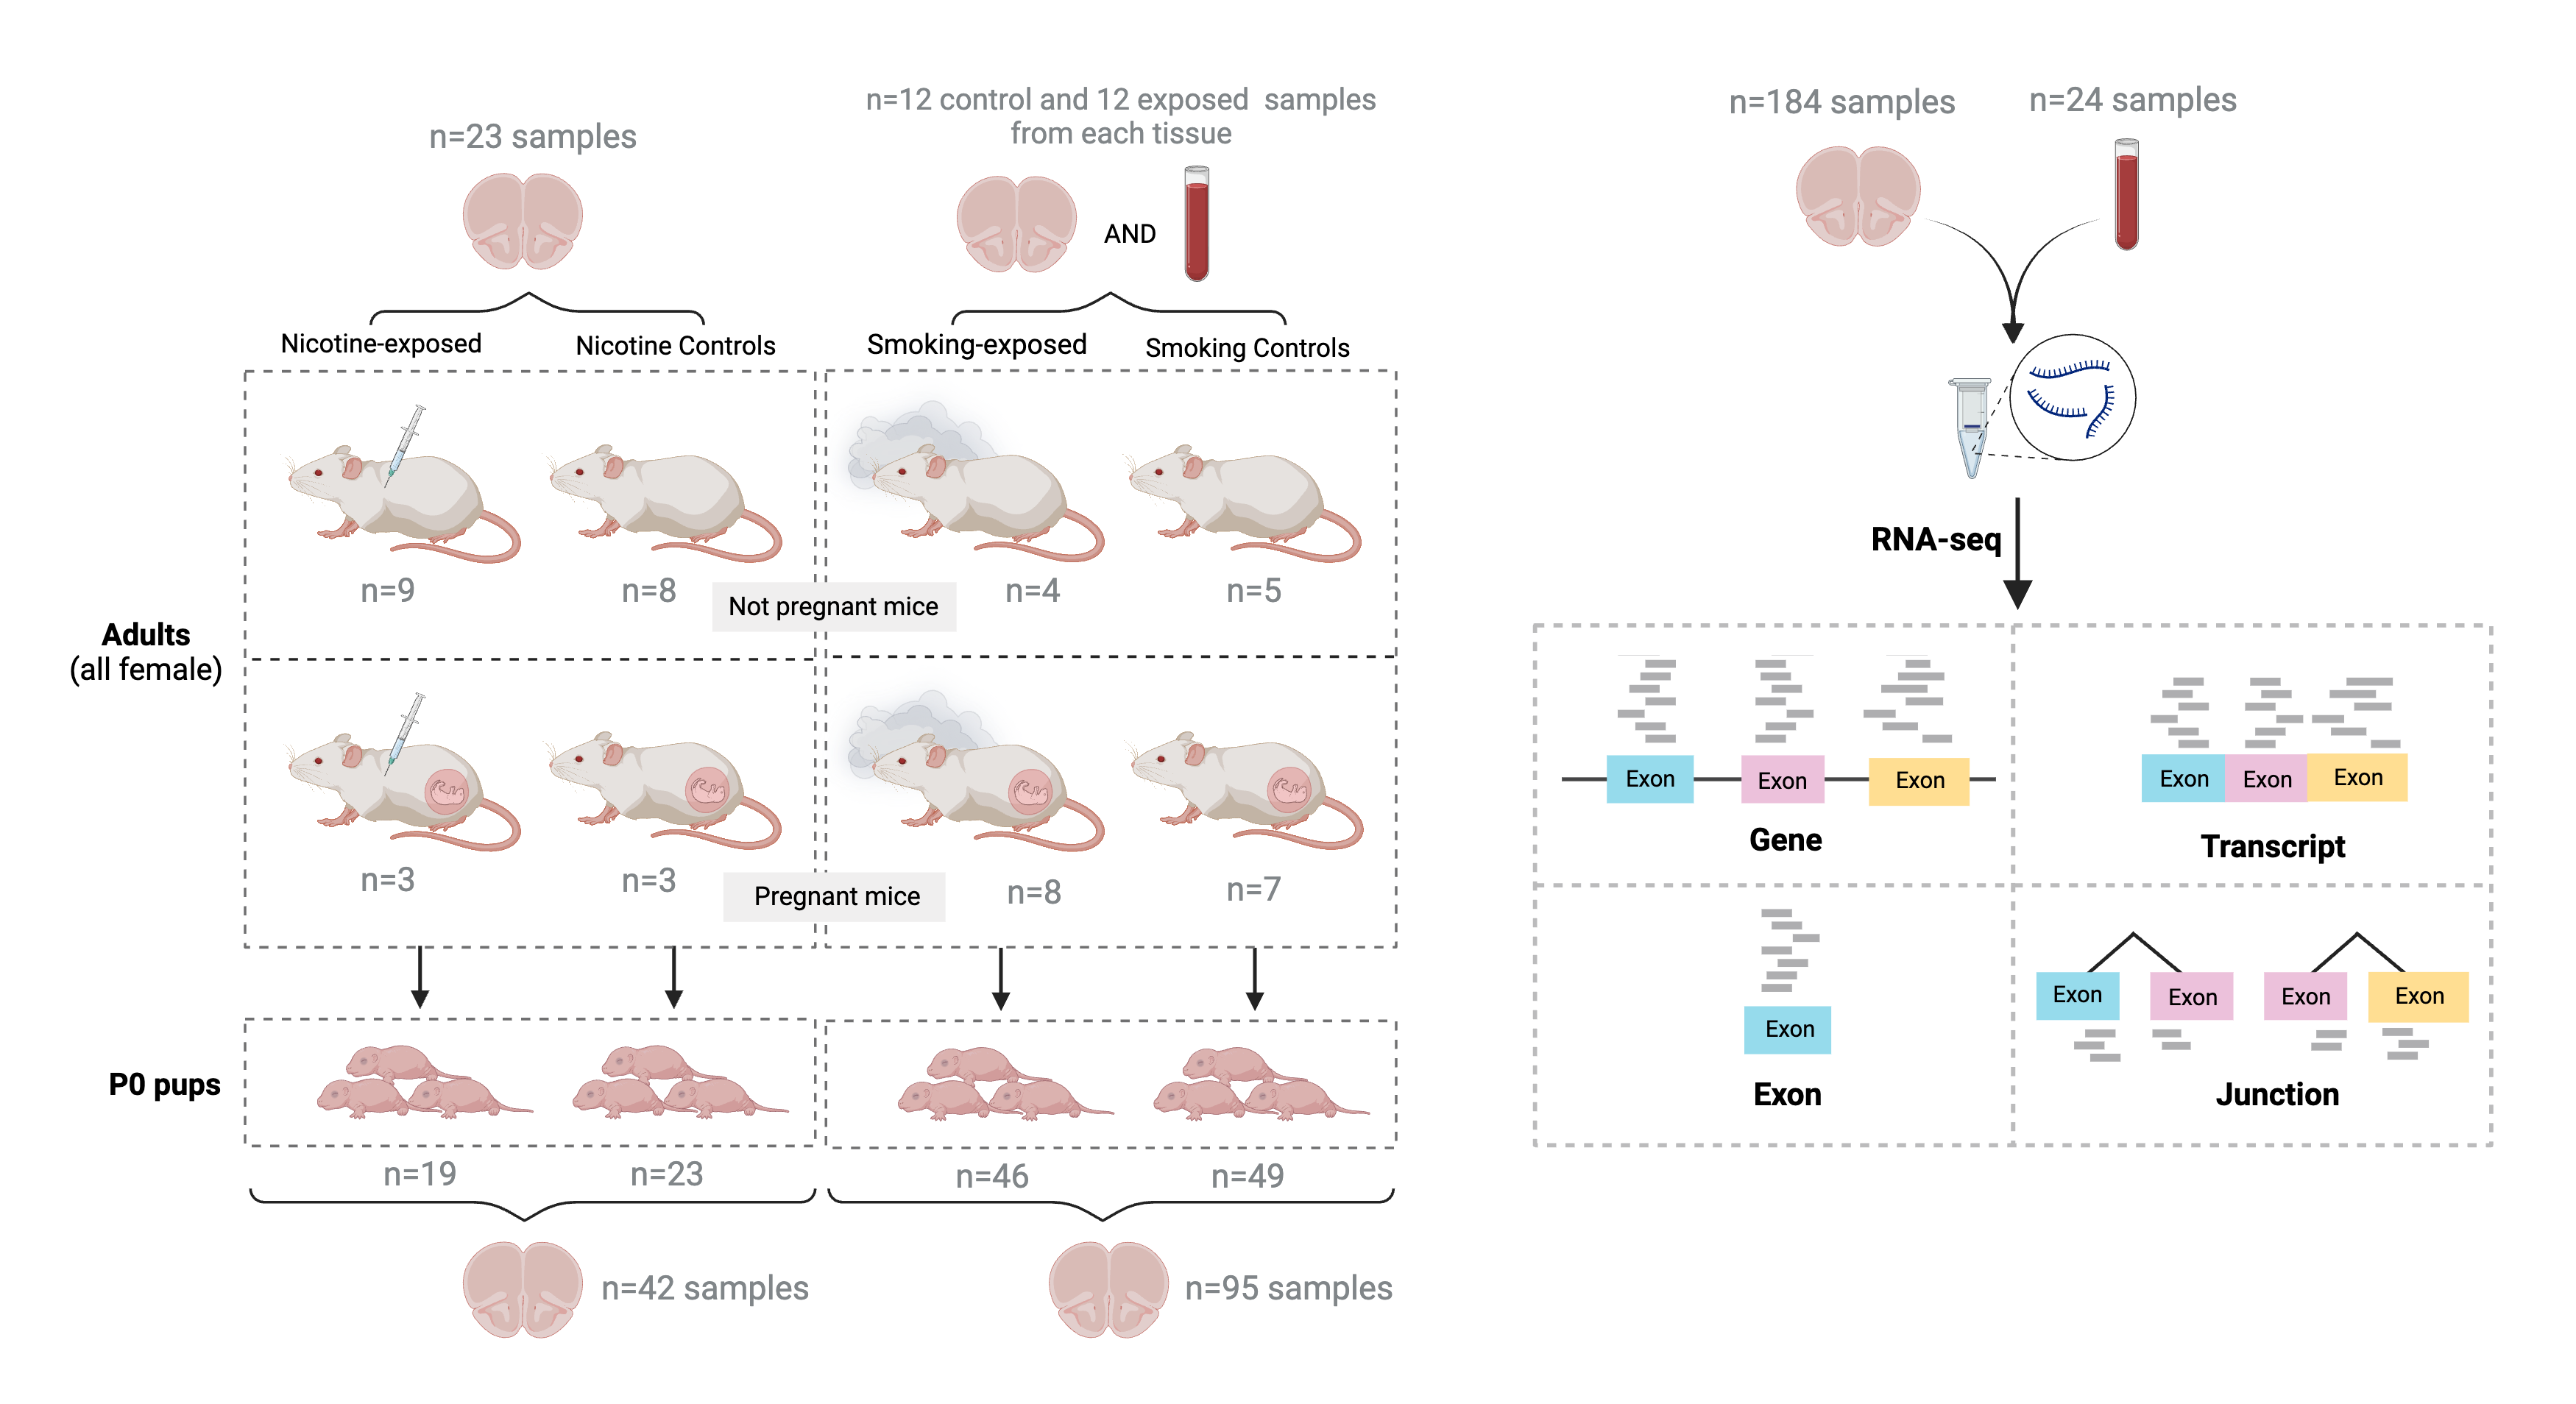 n=23 samples
n=12 control and 12 exposed samples
from each tissue
AND
Nicotine-exposed
Nicotine Controls
Smoking-exposed
Smoking Controls
n=9
n=8
n=4
n=5
Not pregnant mice
Adults
(all female)
n=3
n=3
n=8
n=7
Pregnant mice
P0 pups
n=19
n=23
n=46
n=49
n=42 samples
n=95 samples
n=184 samples
n=24 samples
RNA-seq
Exon
Exon
Exon
Gene
Exon
Exon
Exon
Transcript
Exon
Exon
Exon
Exon
Exon
Exon
Junction